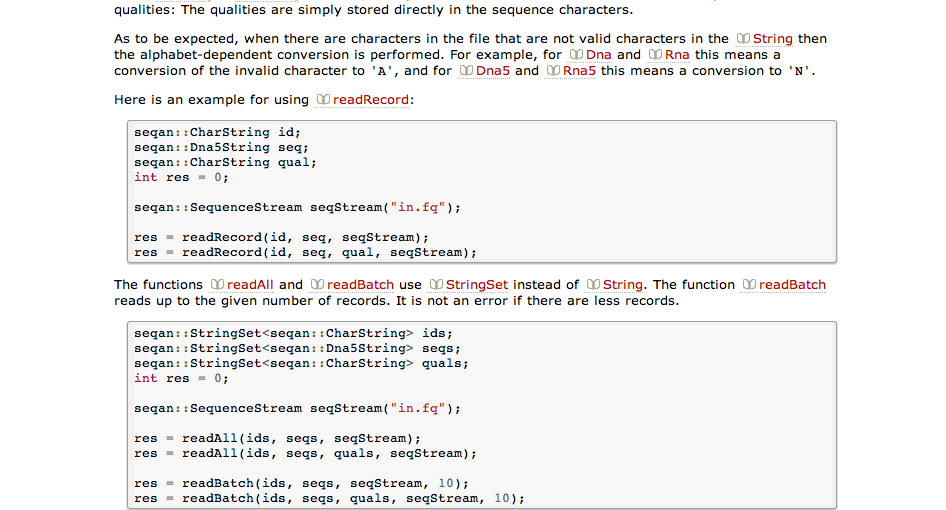 qualities: The qualities are simply stored directly in the sequence characters.
As to be expected, when there are characters in the file that are not valid characters in the String then
the alphabet-dependent conversion is performed. For example, for Dna and Rna this means a
conversion of the invalid character to 'A', and for Dna5 and Rna5 this means a conversion to 'N'.
Here is an example for using readRecord:
seqan::CharString id;
seqan::Dna5String seq;
seqan::CharString qual;
int res = 0;
seqan::SequenceStream seqStream("in.fq");
res = readRecord(id, seq, seqStream);
res = readRecord(id, seq, qual, seqStream);
The functions readAll and readBatch use StringSet instead of String. The function readBatch
reads up to the given number of records. It is not an error if there are less records.
seqan::StringSet<seqan::CharString> ids;
seqan::StringSet<seqan::Dna5String> seqs;
seqan::StringSet<seqan::CharString> quals;
int res = 0;
seqan::SequenceStream seqStream("in.fq");
res = readAll(ids, seqs, seqStream);
res = readAll(ids, seqs, quals, seqStream);
res = readBatch(ids, seqs, seqStream, 10);
res = readBatch(ids, seqs, quals, seqStream, 10);